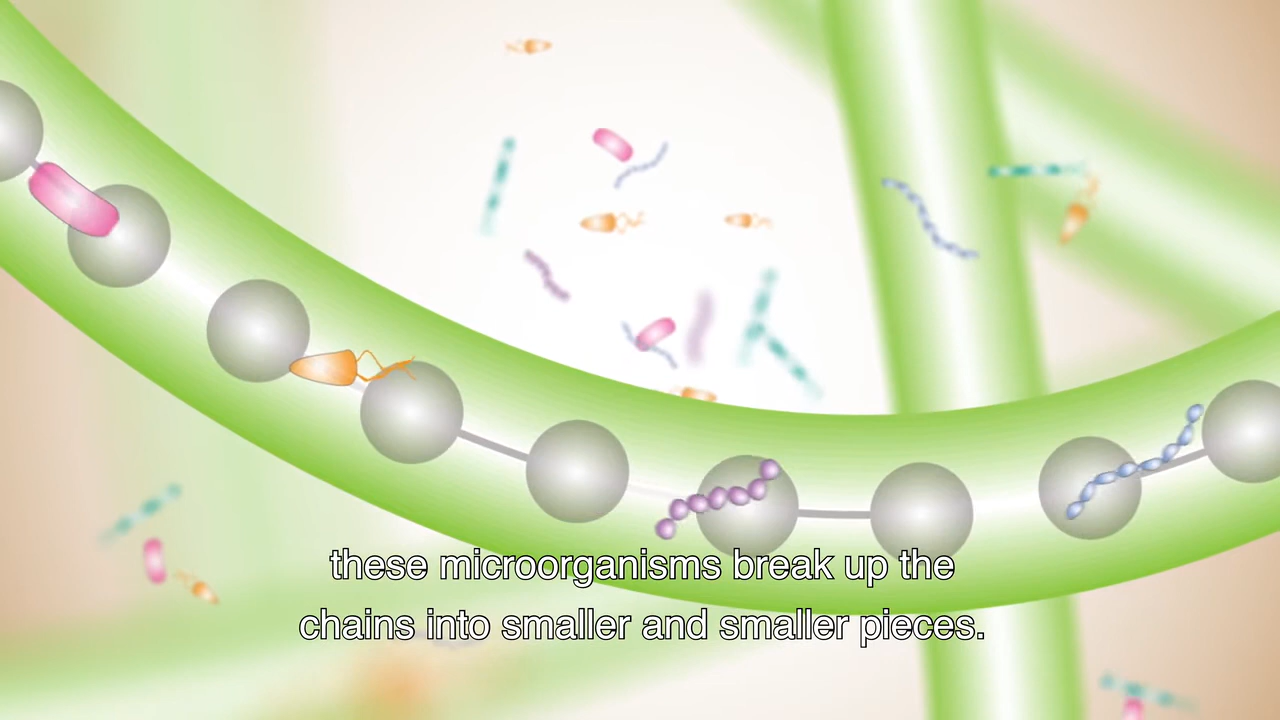 these microorganisms break up the
chains into smaller and smaller pieces.